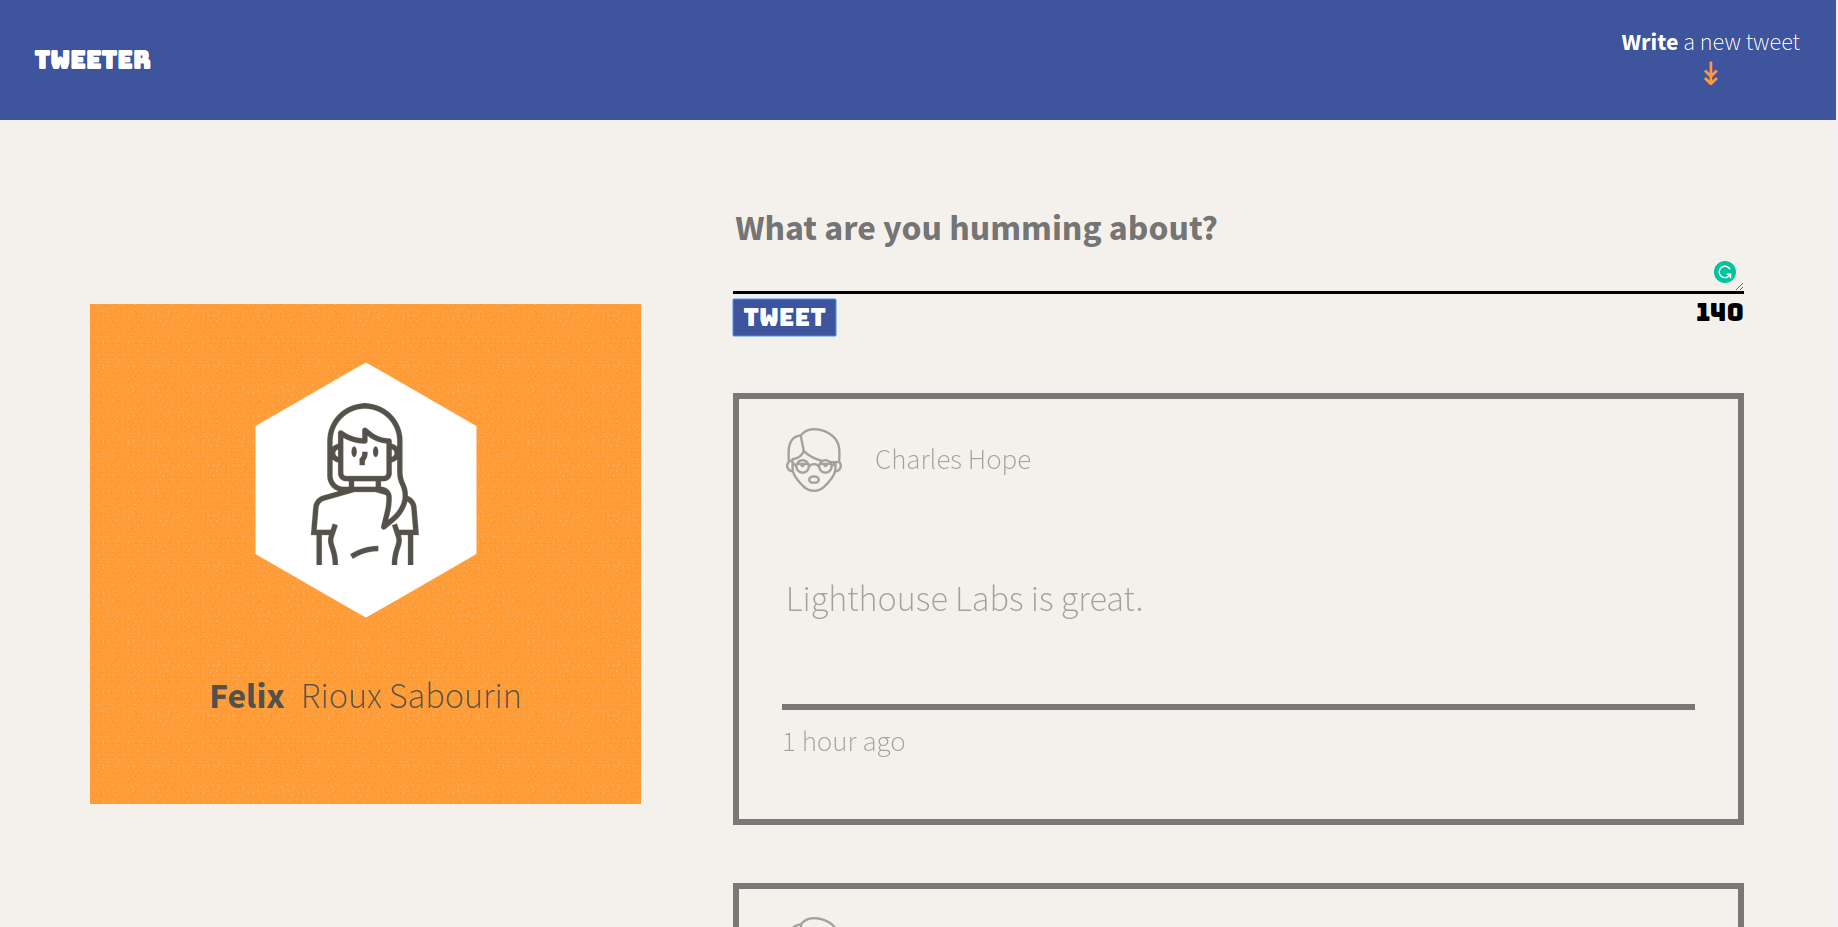 TWEETER
Write a new tweet
What are you humming about?
TWEET
140
Felix Rioux Sabourin
Charles Hope
Lighthouse Labs is great.
1 hour ago